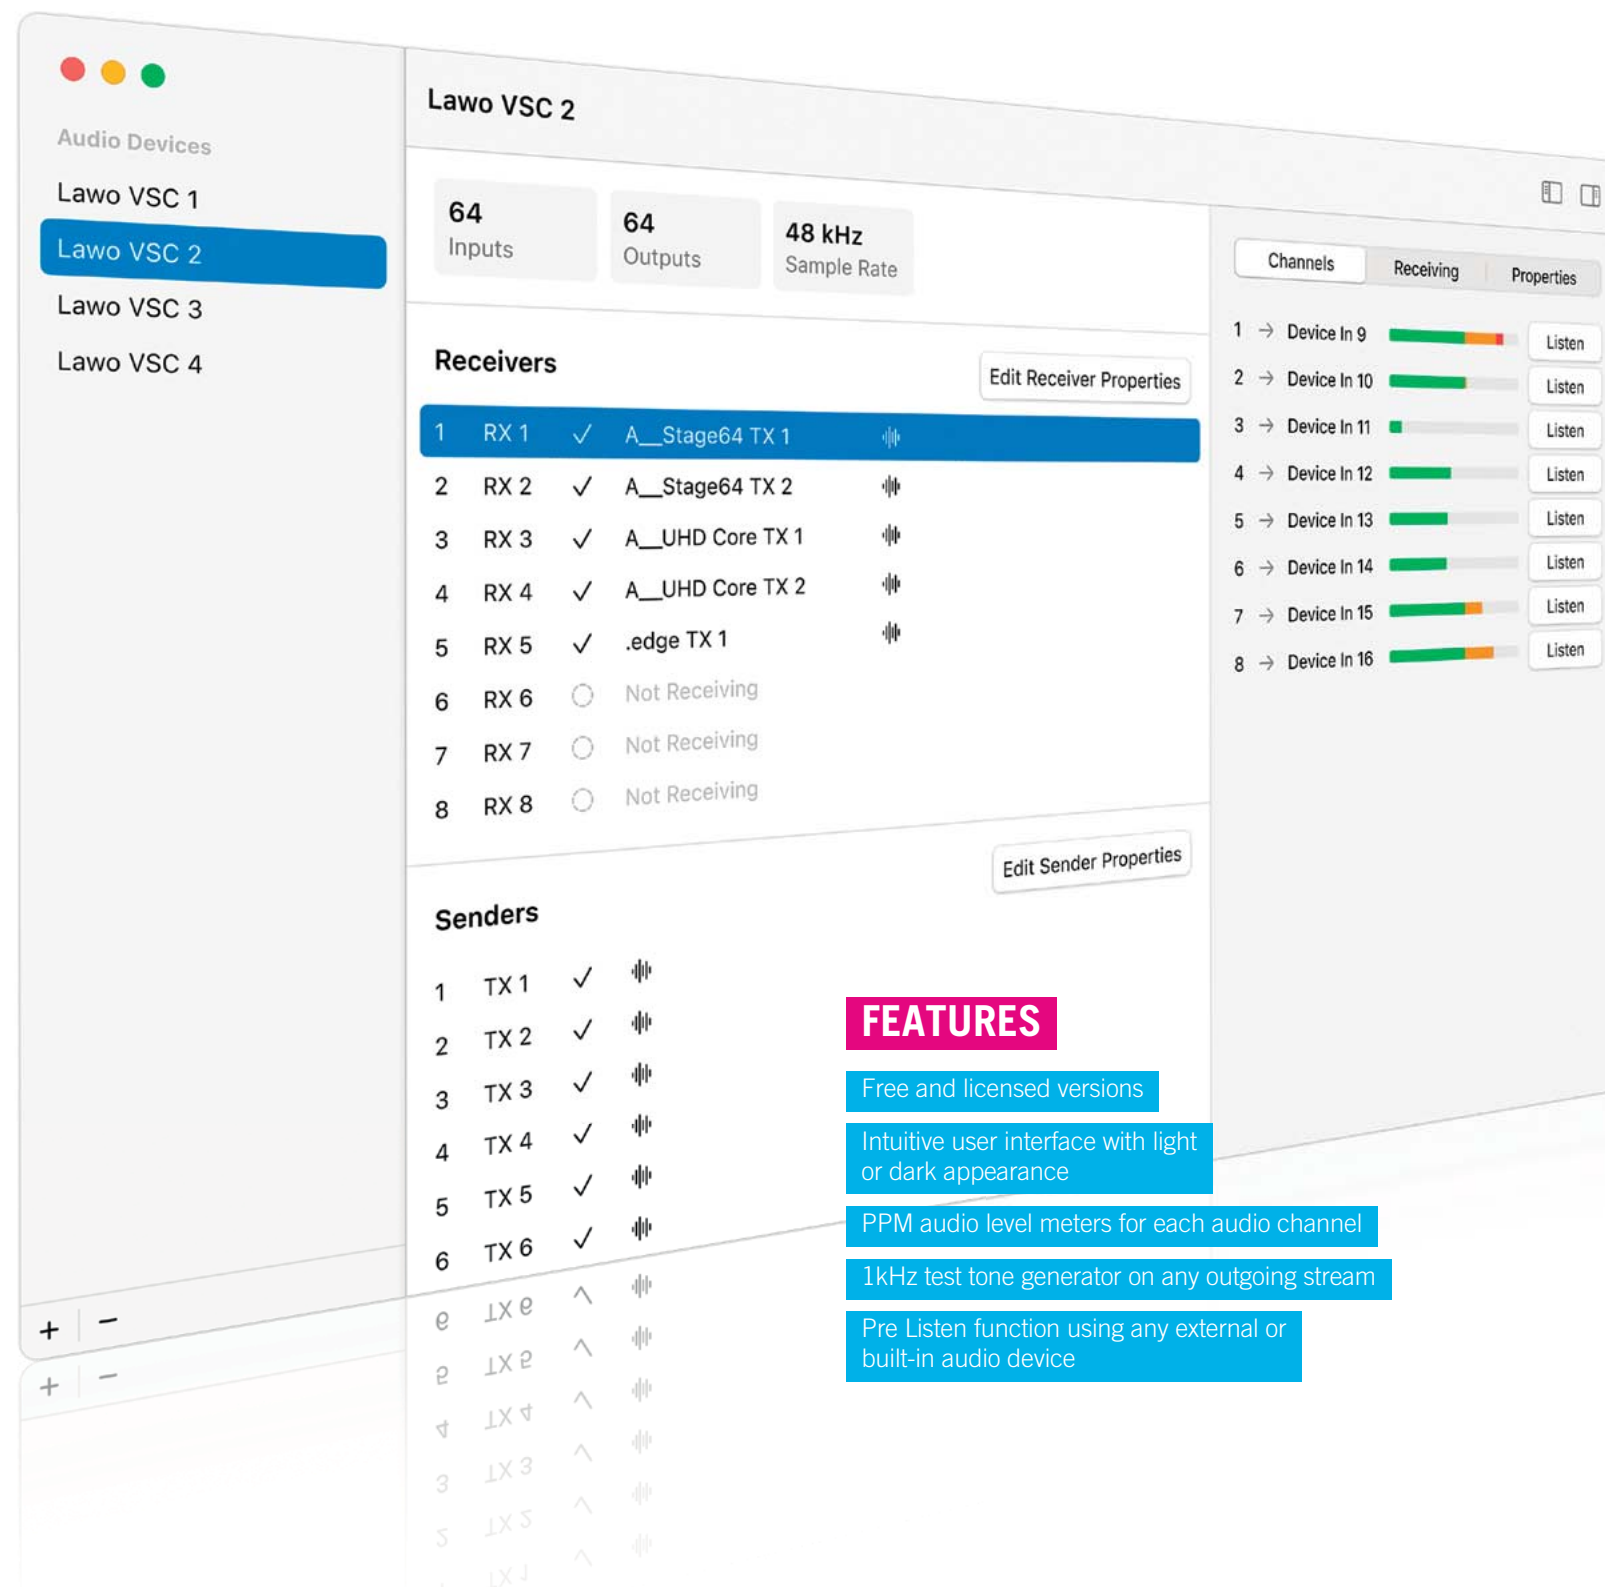 Audio Devices
Lawo VSC 1
Lawo VSC 2
Lawo VSC 3
Lawo VSC 4
+ −
Lawo VSC 2
64
Inputs
64
Outputs
48 kHz
Sample Rate
Receivers
Edit Receiver Properties
1 RX 1 ✓ A__Stage64 TX 1
2 RX 2 ✓ A__Stage64 TX 2
3 RX 3 ✓ A__UHD Core TX 1
4 RX 4 ✓ A__UHD Core TX 2
5 RX 5 ✓ .edge TX 1
6 RX 6 Not Receiving
7 RX 7 Not Receiving
8 RX 8 Not Receiving
Edit Sender Properties
Senders
1 TX 1 ✓
2 TX 2 ✓
3 TX 3 ✓
4 TX 4 ✓
5 TX 5 ✓
6 TX 6 ✓
Channels Receiving Properties
1 → Device In 9 Listen
2 → Device In 10 Listen
3 → Device In 11 Listen
4 → Device In 12 Listen
5 → Device In 13 Listen
6 → Device In 14 Listen
7 → Device In 15 Listen
8 → Device In 16 Listen
FEATURES
Free and licensed versions
Intuitive user interface with light
or dark appearance
PPM audio level meters for each audio channel
1kHz test tone generator on any outgoing stream
Pre Listen function using any external or
built-in audio device